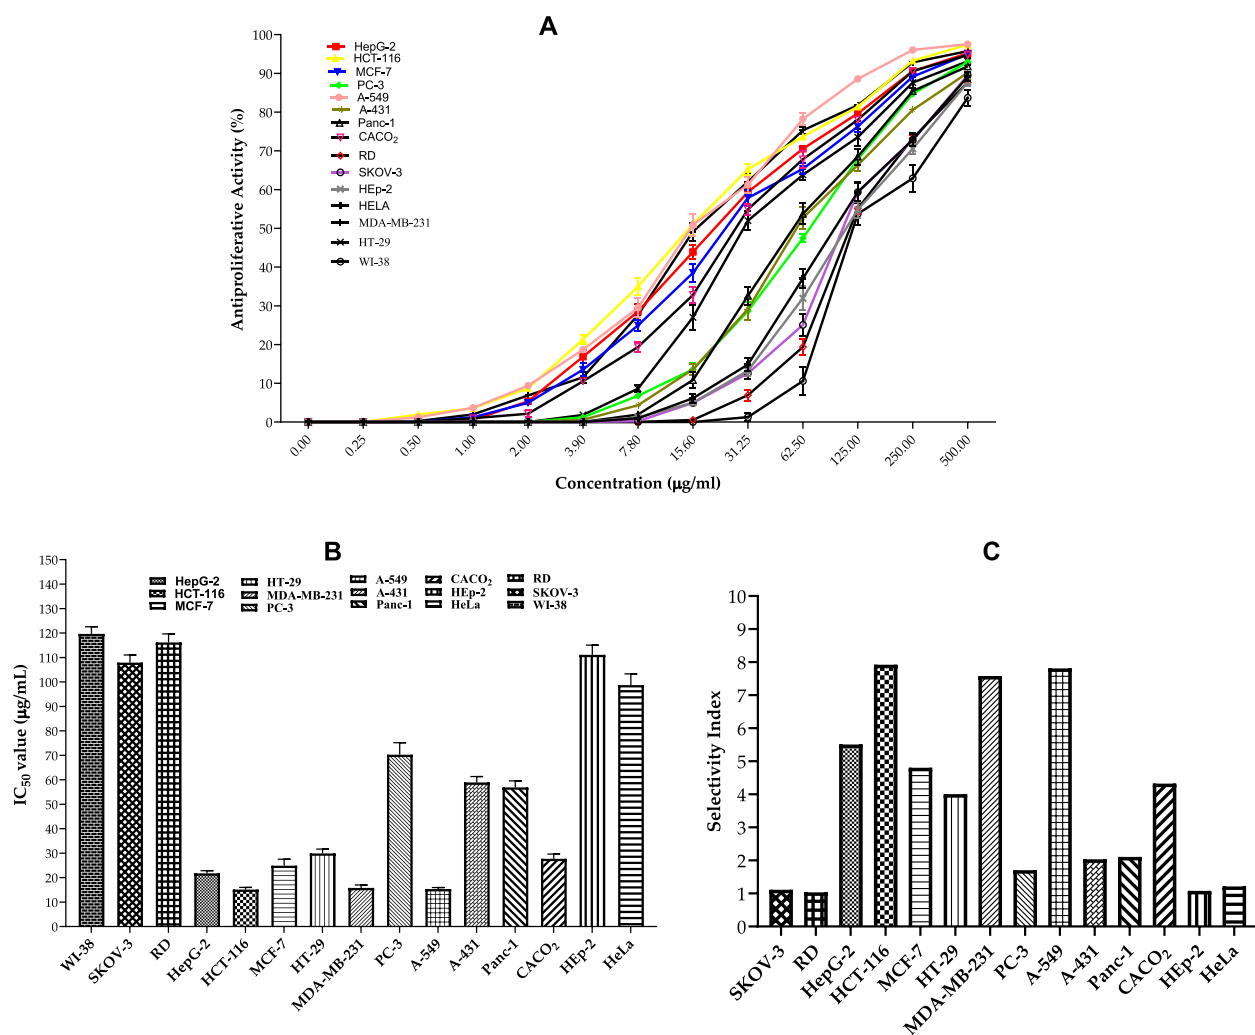 A
100
90
80
70
60
50
40
30
20
10
0
Antiproliferative Activity (%)
HepG-2
HCT-116
MCF-7
PC-3
A-549
A-431
Panc-1
CACO₂
RD
SKOV-3
HEp-2
HELA
MDA-MB-231
HT-29
WI-38
0.00 0.25 0.50 1.00 2.00 3.90 7.80 15.60 31.25 62.50 125.00 250.00 500.00
Concentration (μg/ml)
B
150
140
130
120
110
100
90
80
70
60
50
40
30
20
10
0
IC₅₀ value (μg/mL)
HepG-2
HCT-116
MCF-7
HT-29
MDA-MB-231
PC-3
A-549
A-431
Panc-1
CACO₂
HEp-2
HeLa
RD
SKOV-3
WI-38
WI-38 SKOV-3 RD HepG-2 HCT-116 MCF-7 HT-29 MDA-MB-231 PC-3 A-549 A-431 Panc-1 CACO₂ HEp-2 HeLa
C
10
9
8
7
6
5
4
3
2
1
0
Selectivity Index
SKOV-3 RD HepG-2 HCT-116 MCF-7 HT-29 MDA-MB-231 PC-3 A-549 A-431 Panc-1 CACO₂ HEp-2 HeLa